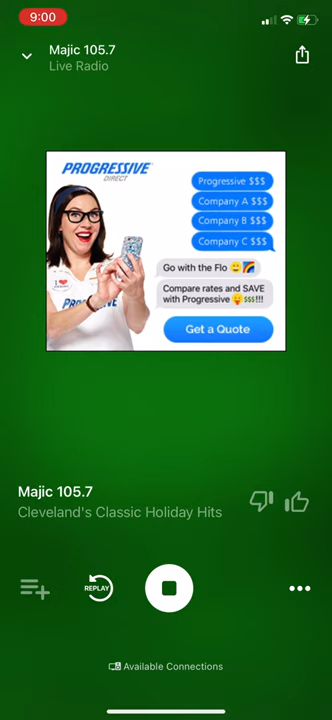 9:00
Majic 105.7
Live Radio
PROGRESSIVE
DIRECT
Progressive $$$
Company A $$$
Company B $$$
Company C $$$
Go with the Flo 😀🌈
Compare rates and SAVE
with Progressive 😛$$$!!!
Get a Quote
Majic 105.7
Cleveland's Classic Holiday Hits
REPLAY
Available Connections